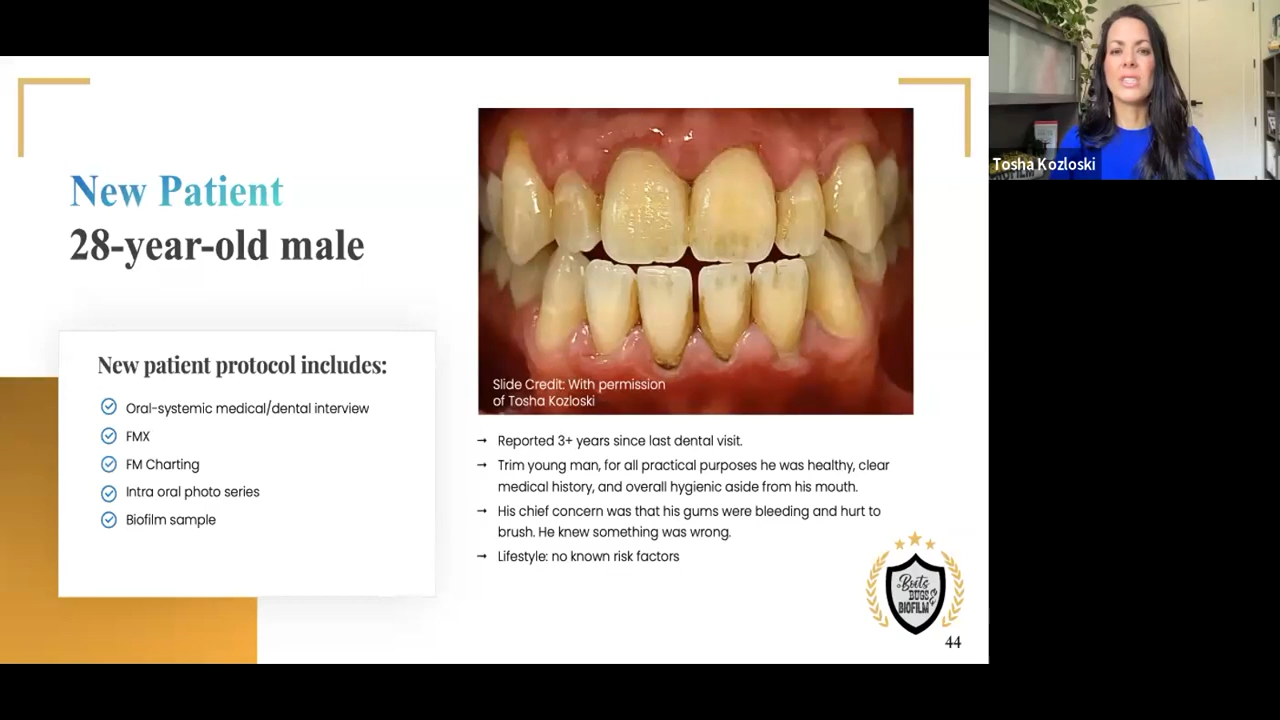 Tosha Kozloski
New Patient
28-year-old male
New patient protocol includes:
Oral-systemic medical/dental interview
FMX
FM Charting
Intra oral photo series
Biofilm sample
Slide Credit: With permission
of Tosha Kozloski
→ Reported 3+ years since last dental visit.
→ Trim young man, for all practical purposes he was healthy, clear
medical history, and overall hygienic aside from his mouth.
→ His chief concern was that his gums were bleeding and hurt to
brush. He knew something was wrong.
→ Lifestyle: no known risk factors
Boots
BUGS &
BIOFILM
44